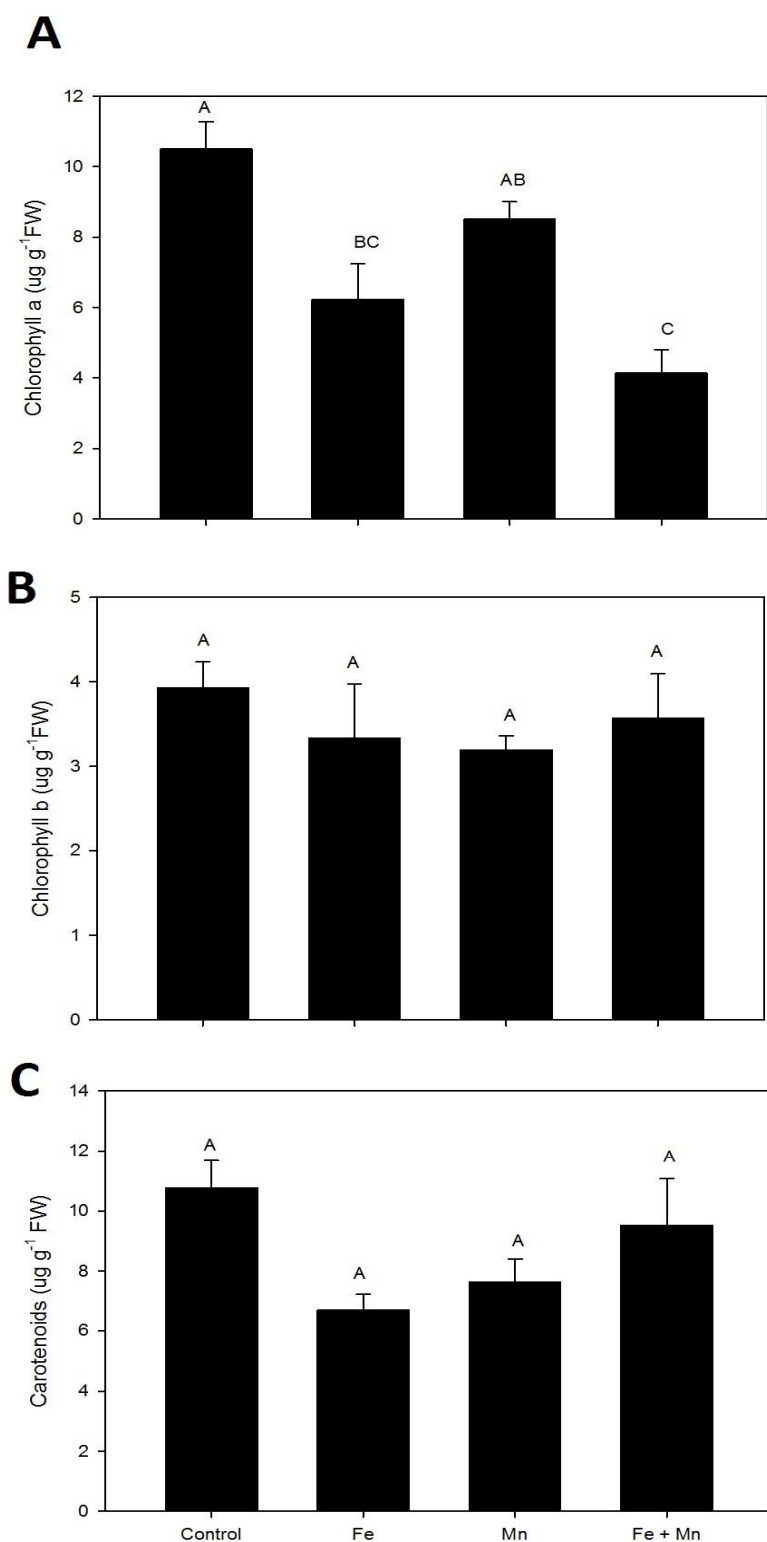 A
Chlorophyll a (ug g⁻¹FW)
12
10
8
6
4
2
0
A
BC
AB
C
B
Chlorophyll b (ug g⁻¹FW)
5
4
3
2
1
0
A
A
A
A
C
Carotenoids (ug g⁻¹ FW)
14
12
10
8
6
4
2
0
A
A
A
A
Control Fe Mn Fe + Mn